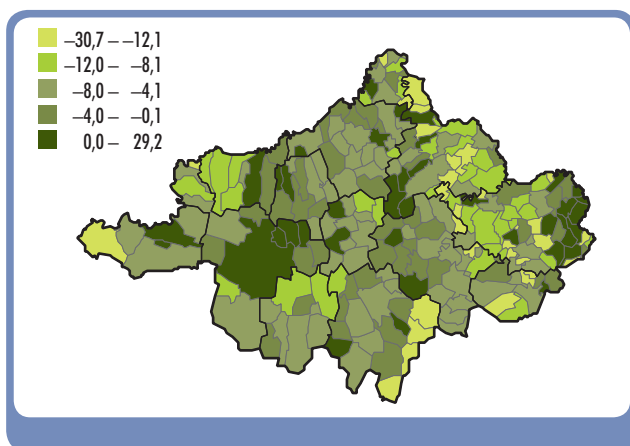 –30,7 – –12,1
–12,0 – –8,1
–8,0 – –4,1
–4,0 – –0,1
0,0 – 29,2